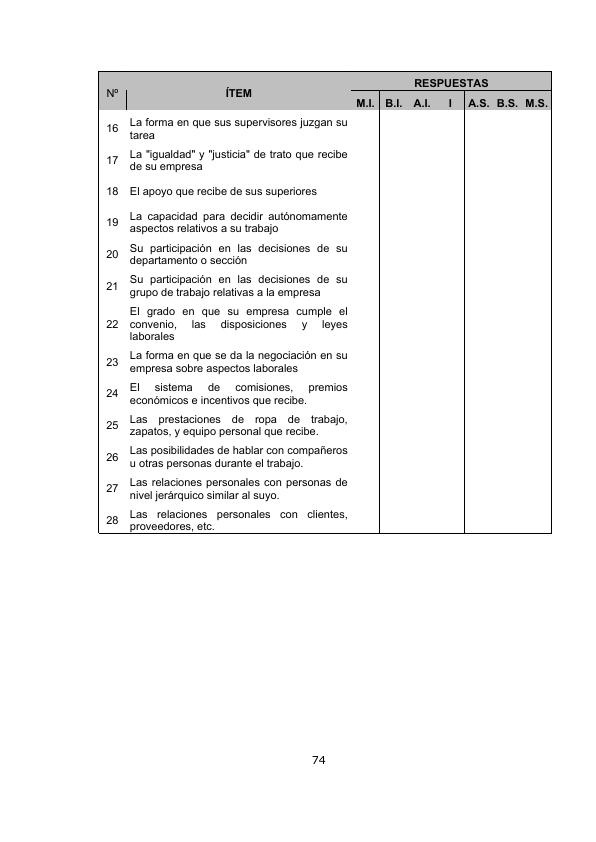 RESPUESTAS
Nº ÍTEM
M.I. B.I. A.I. I A.S. B.S. M.S.
16 La forma en que sus supervisores juzgan su
tarea
17 La "igualdad" y "justicia" de trato que recibe
de su empresa
18 El apoyo que recibe de sus superiores
19 La capacidad para decidir autónomamente
aspectos relativos a su trabajo
20 Su participación en las decisiones de su
departamento o sección
21 Su participación en las decisiones de su
grupo de trabajo relativas a la empresa
22 El grado en que su empresa cumple el
convenio, las disposiciones y leyes
laborales
23 La forma en que se da la negociación en su
empresa sobre aspectos laborales
24 El sistema de comisiones, premios
económicos e incentivos que recibe.
25 Las prestaciones de ropa de trabajo,
zapatos, y equipo personal que recibe.
26 Las posibilidades de hablar con compañeros
u otras personas durante el trabajo.
27 Las relaciones personales con personas de
nivel jerárquico similar al suyo.
28 Las relaciones personales con clientes,
proveedores, etc.
74